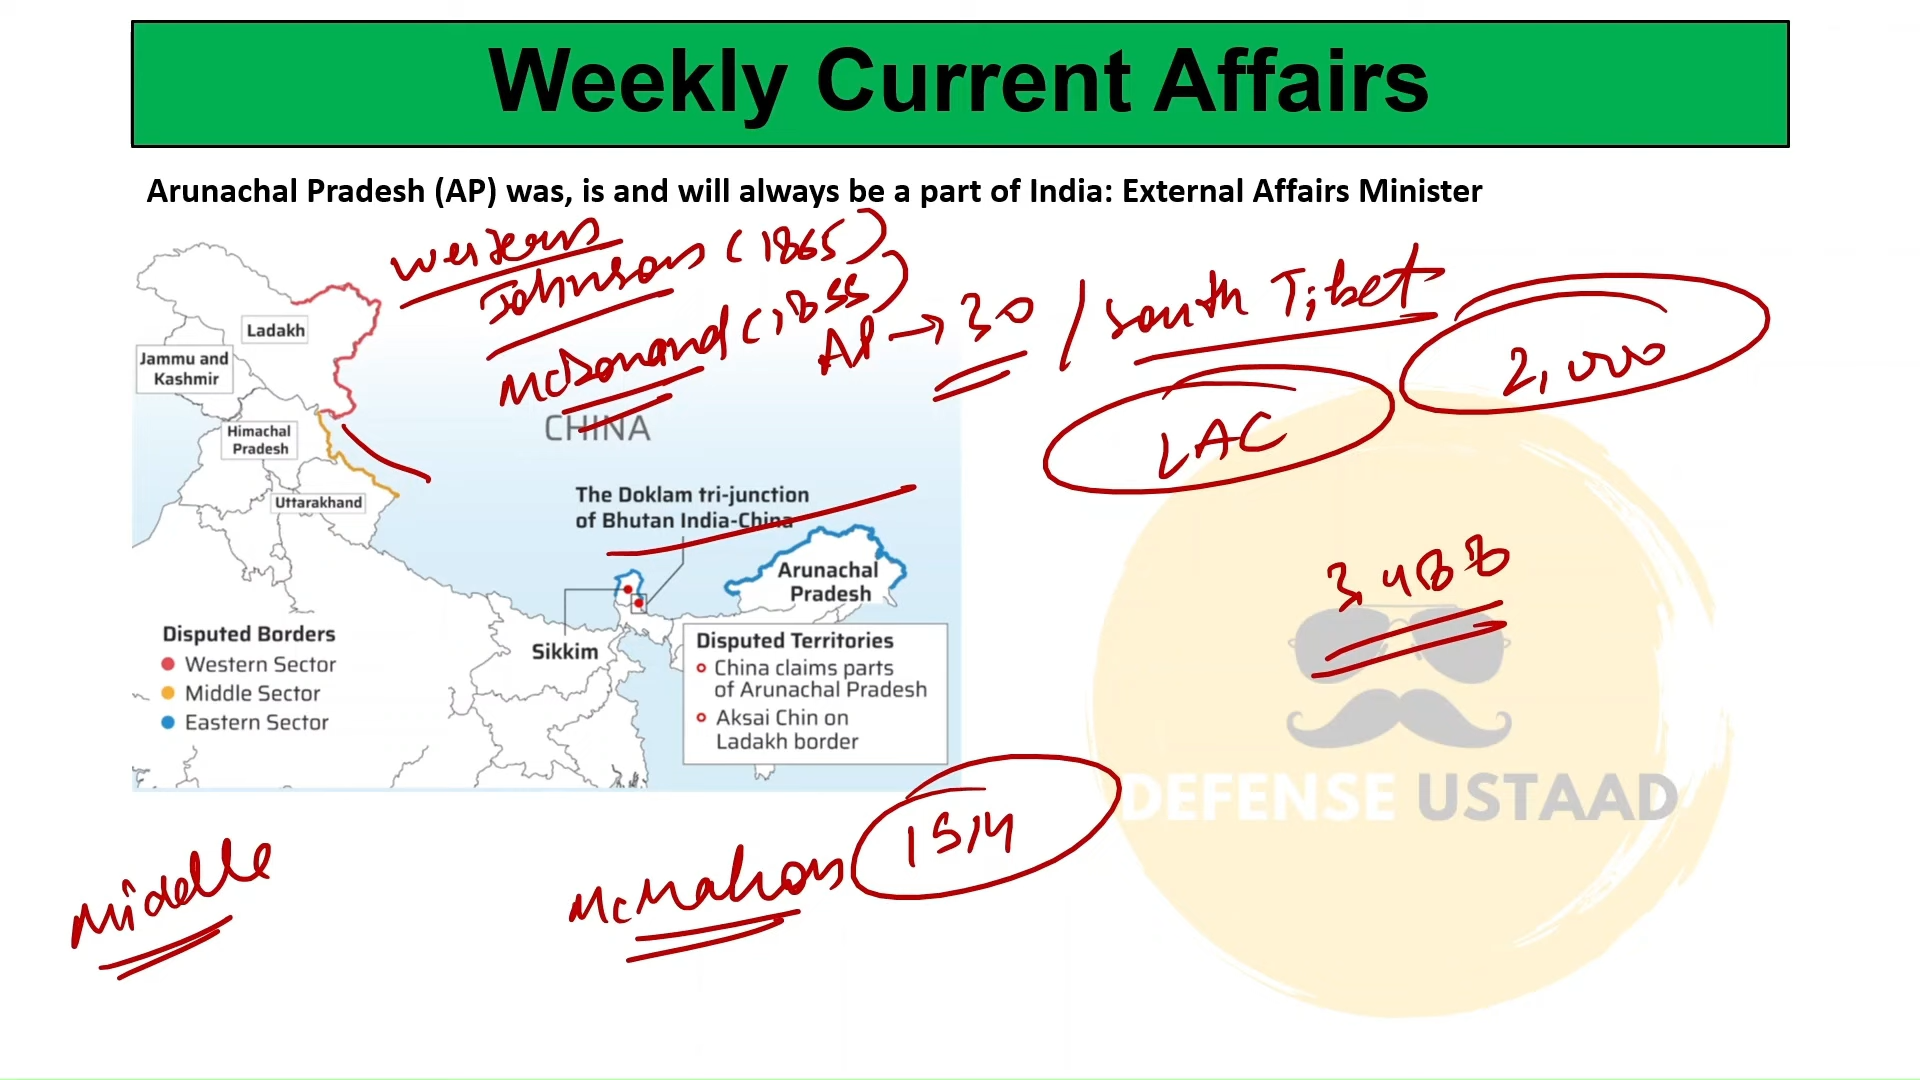 Weekly Current Affairs
Arunachal Pradesh (AP) was, is and will always be a part of India: External Affairs Minister
Western
Johnson (1865)
McDonand (1899)
AP → 30 / South Tibet
2,000
LAC
3,488
Ladakh
Jammu and
Kashmir
Himachal
Pradesh
Uttarakhand
CHINA
The Doklam tri-junction
of Bhutan India-China
Arunachal
Pradesh
Sikkim
Disputed Borders
Western Sector
Middle Sector
Eastern Sector
Disputed Territories
China claims parts
of Arunachal Pradesh
Aksai Chin on
Ladakh border
DEFENSE USTAAD
Middle
McMahon 1914